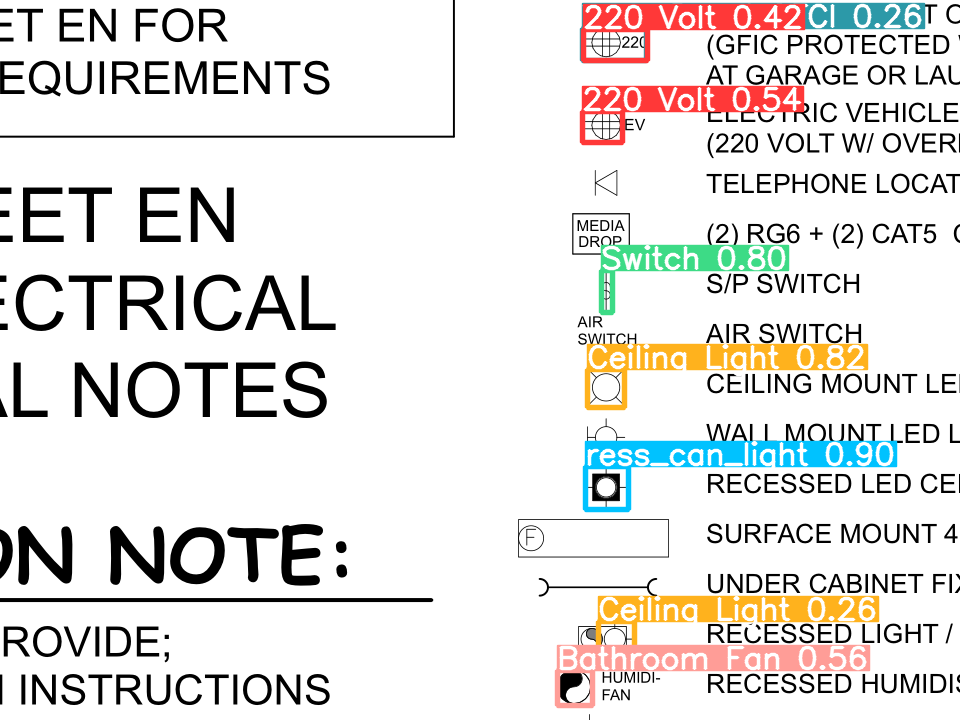 ET EN FOR
EQUIREMENTS
EET EN
ECTRICAL
AL NOTES
ON NOTE:
ROVIDE;
INSTRUCTIONS
220 Volt 0.42
CI 0.26
220
(GFIC PROTECTED
AT GARAGE OR LAU
220 Volt 0.54
EV
ELECTRIC VEHICLE
(220 VOLT W/ OVER
TELEPHONE LOCAT
MEDIA
DROP
(2) RG6 + (2) CAT5
Switch 0.80
S
S/P SWITCH
AIR
SWITCH
AIR SWITCH
Ceiling Light 0.82
CEILING MOUNT LE
WALL MOUNT LED L
ress_can_light 0.90
RECESSED LED CE
F
SURFACE MOUNT 4
UNDER CABINET FI
Ceiling Light 0.26
RECESSED LIGHT /
Bathroom Fan 0.56
HUMIDI-
FAN
RECESSED HUMIDI